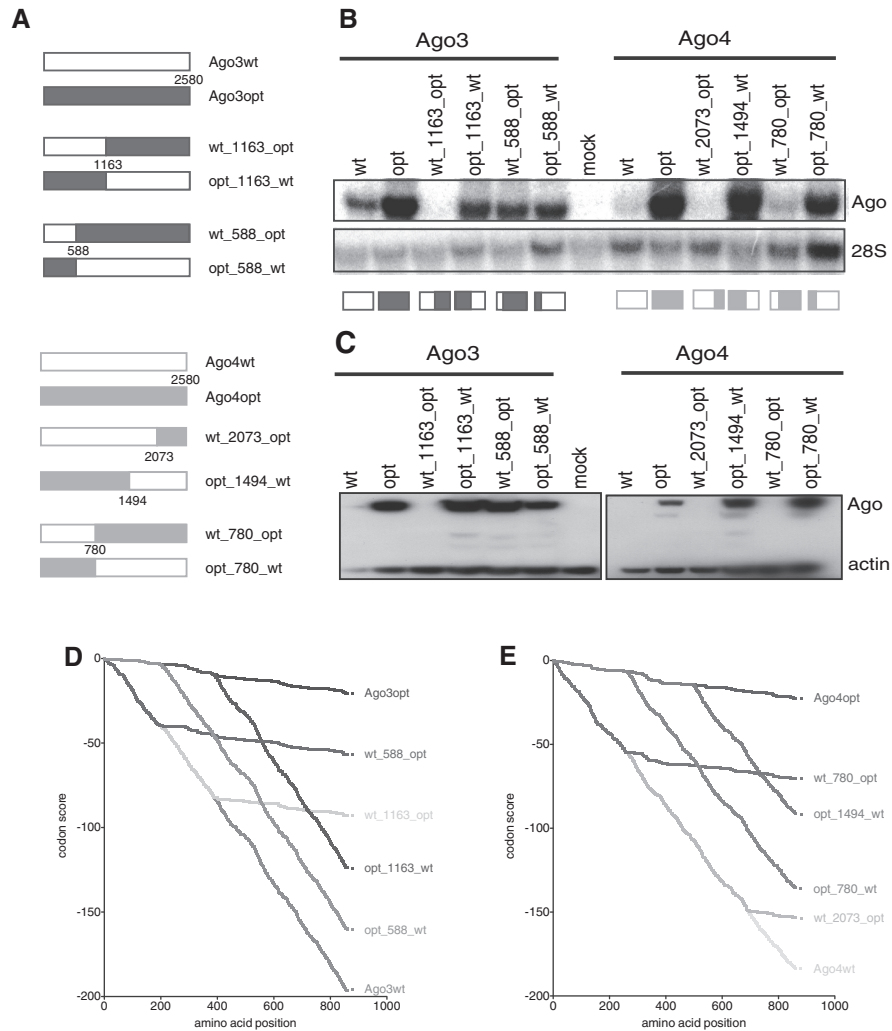 A
Ago3wt
2580
Ago3opt
wt_1163_opt
1163
opt_1163_wt
wt_588_opt
588
opt_588_wt
Ago4wt
2580
Ago4opt
wt_2073_opt
2073
opt_1494_wt
1494
wt_780_opt
780
opt_780_wt
B
Ago3
Ago4
wt
opt
wt_1163_opt
opt_1163_wt
wt_588_opt
opt_588_wt
mock
wt
opt
wt_2073_opt
opt_1494_wt
wt_780_opt
opt_780_wt
Ago
28S
C
Ago3
Ago4
wt
opt
wt_1163_opt
opt_1163_wt
wt_588_opt
opt_588_wt
mock
wt
opt
wt_2073_opt
opt_1494_wt
wt_780_opt
opt_780_wt
Ago
actin
D
0
-50
-100
-150
-200
codon score
0
200
400
600
800
1000
amino acid position
Ago3opt
wt_588_opt
wt_1163_opt
opt_1163_wt
opt_588_wt
Ago3wt
E
0
-50
-100
-150
-200
codon score
0
200
400
600
800
1000
amino acid position
Ago4opt
wt_780_opt
opt_1494_wt
opt_780_wt
wt_2073_opt
Ago4wt